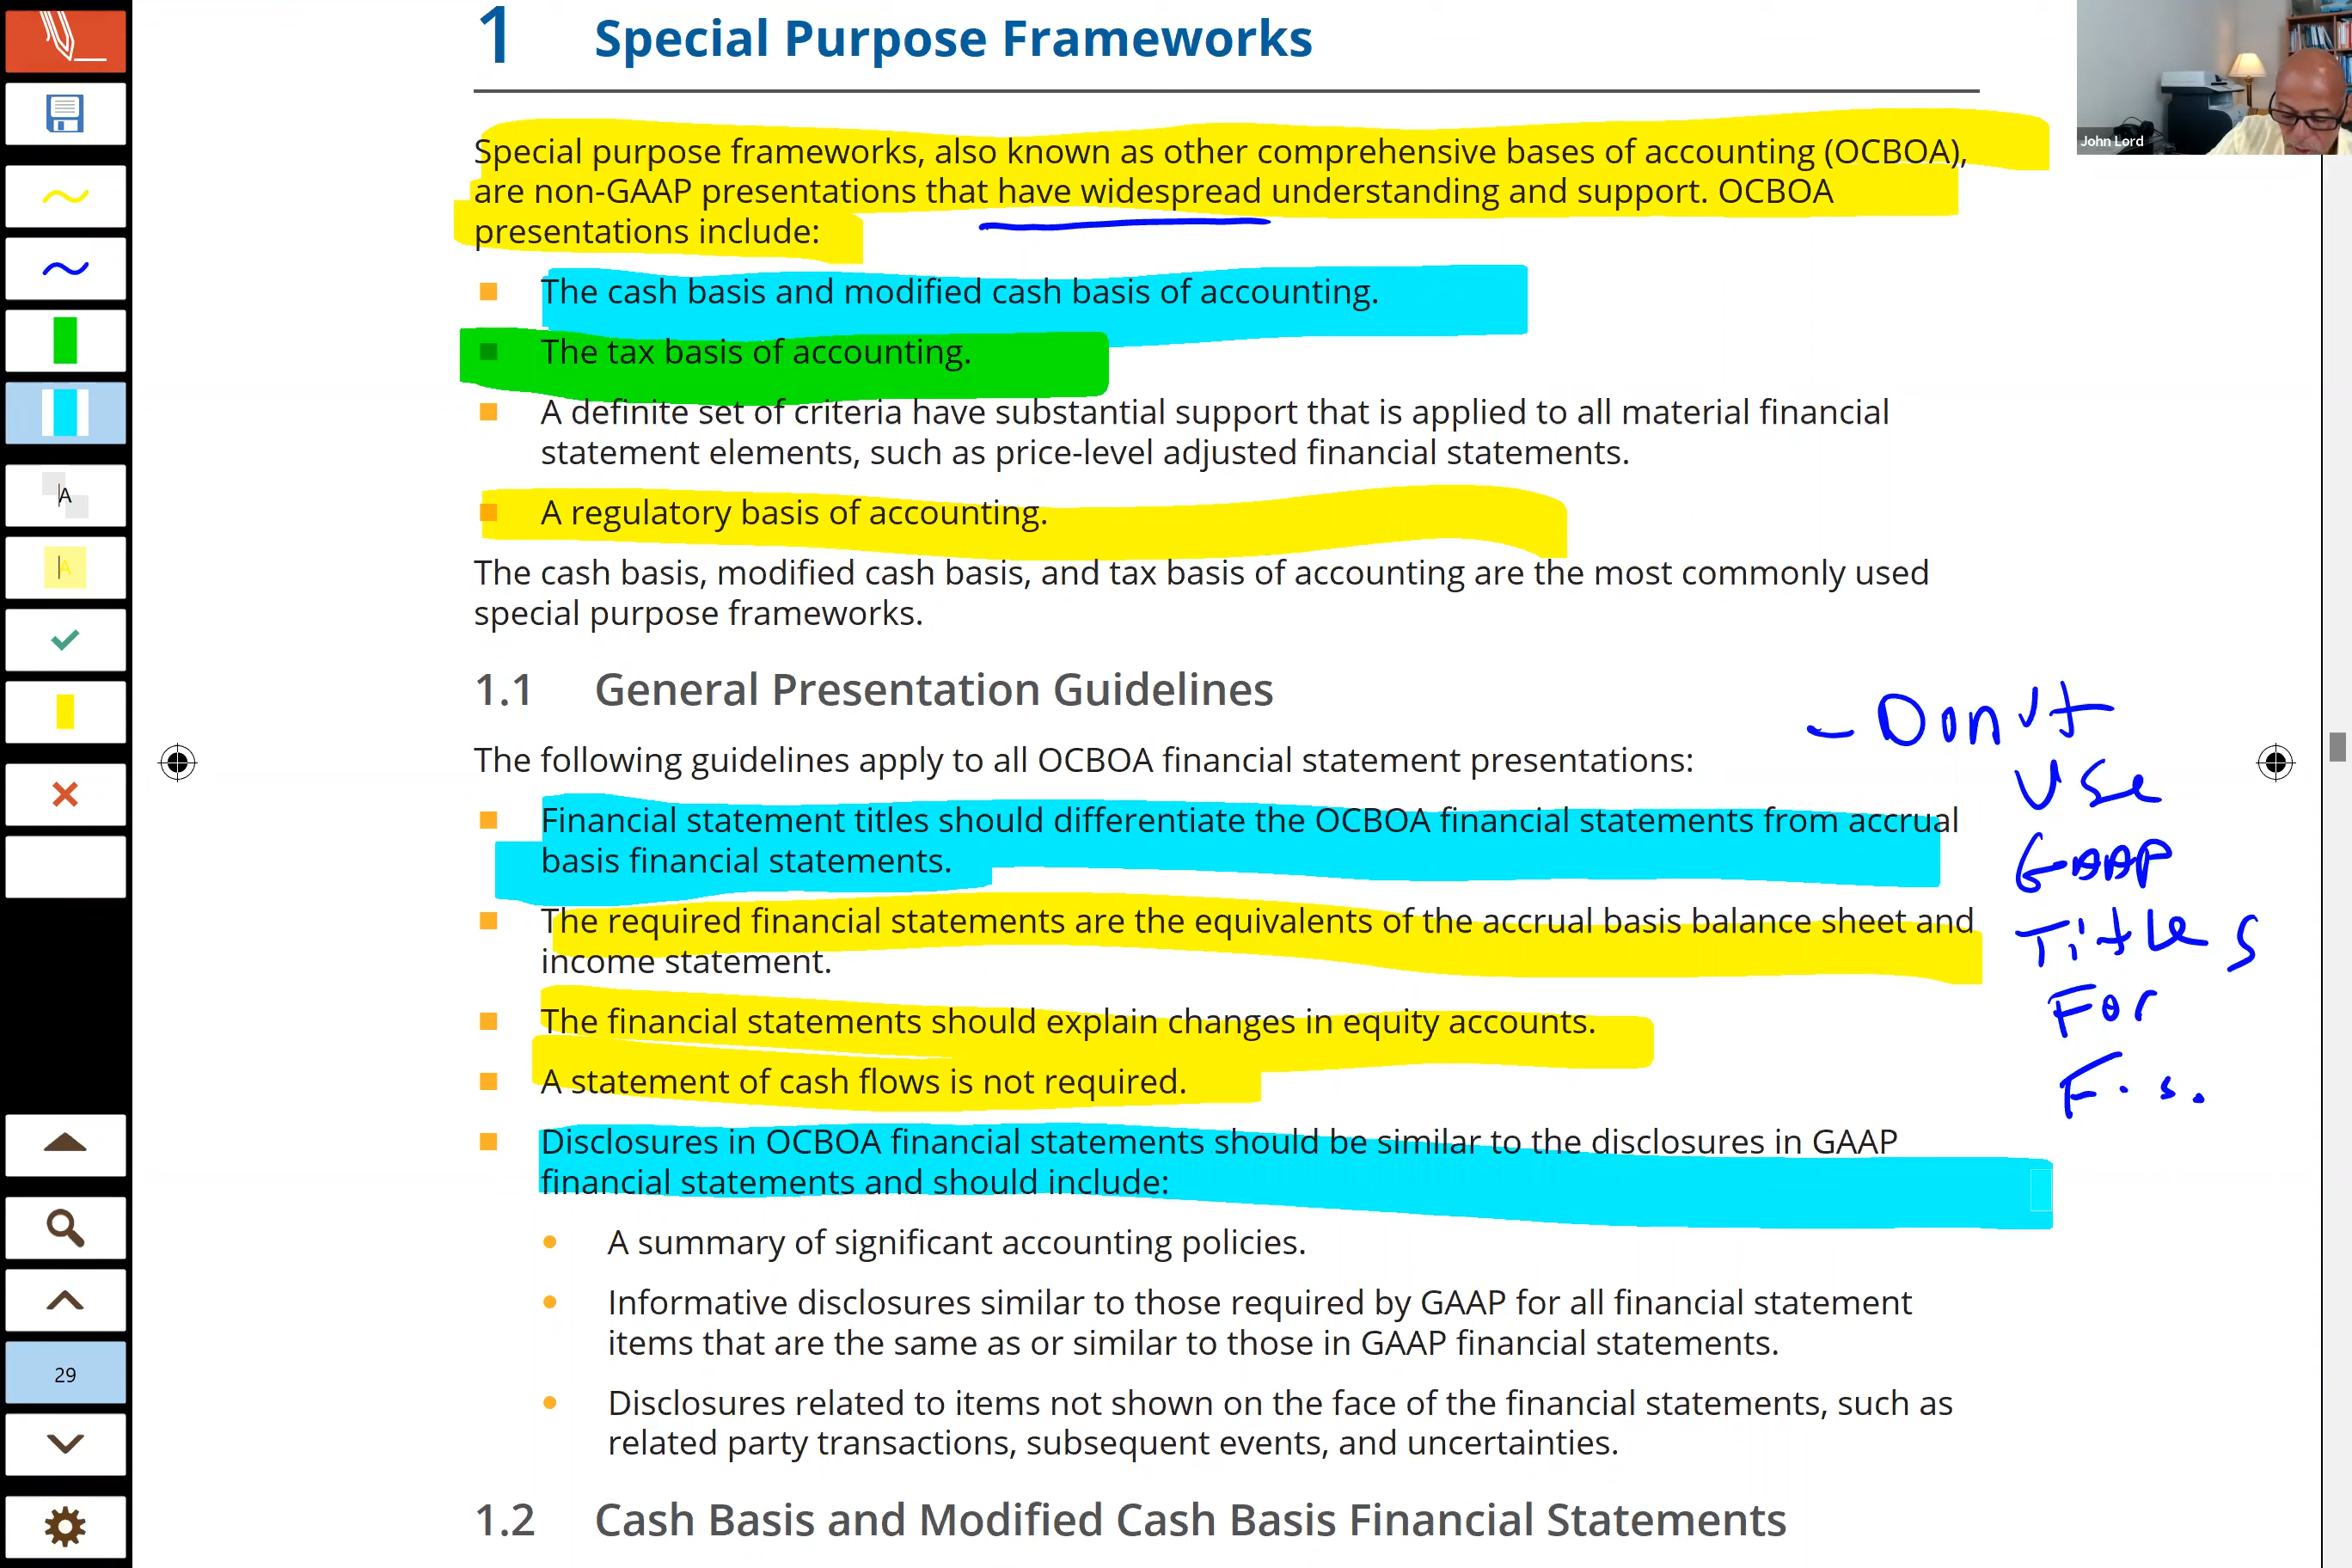 1 Special Purpose Frameworks
Special purpose frameworks, also known as other comprehensive bases of accounting (OCBOA),
are non-GAAP presentations that have widespread understanding and support. OCBOA
presentations include:
The cash basis and modified cash basis of accounting.
The tax basis of accounting.
A definite set of criteria have substantial support that is applied to all material financial
statement elements, such as price-level adjusted financial statements.
A regulatory basis of accounting.
The cash basis, modified cash basis, and tax basis of accounting are the most commonly used
special purpose frameworks.
1.1 General Presentation Guidelines
The following guidelines apply to all OCBOA financial statement presentations:
Financial statement titles should differentiate the OCBOA financial statements from accrual
basis financial statements.
The required financial statements are the equivalents of the accrual basis balance sheet and
income statement.
The financial statements should explain changes in equity accounts.
A statement of cash flows is not required.
Disclosures in OCBOA financial statements should be similar to the disclosures in GAAP
financial statements and should include:
A summary of significant accounting policies.
Informative disclosures similar to those required by GAAP for all financial statement
items that are the same as or similar to those in GAAP financial statements.
Disclosures related to items not shown on the face of the financial statements, such as
related party transactions, subsequent events, and uncertainties.
1.2 Cash Basis and Modified Cash Basis Financial Statements
- Don't
Use
GAAP
Titles
For
F.S.
John Lord
A
A
29